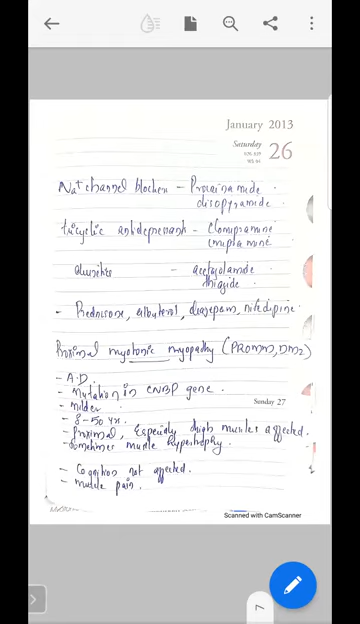 January 2013
Saturday
26
Na+ channel blocker - Procainamide
disopyramide.
tricyclic antidepressant - Clomipramine
imipramine
diuretics - acetazolamide
thiazide.
- Prednisone, albuterol, diazepam, nifedipine.
Proximal myotonic myopathy (PROMM, DM2)
- A.D.
- Mutation in CNBP gene.
- Milder
Sunday 27
- 8-50 yr.
- Proximal, Especially thigh muscles affected.
- Sometimes muscle hypertrophy.
- Cognition not affected.
- Muscle pain.
Scanned with CamScanner
7